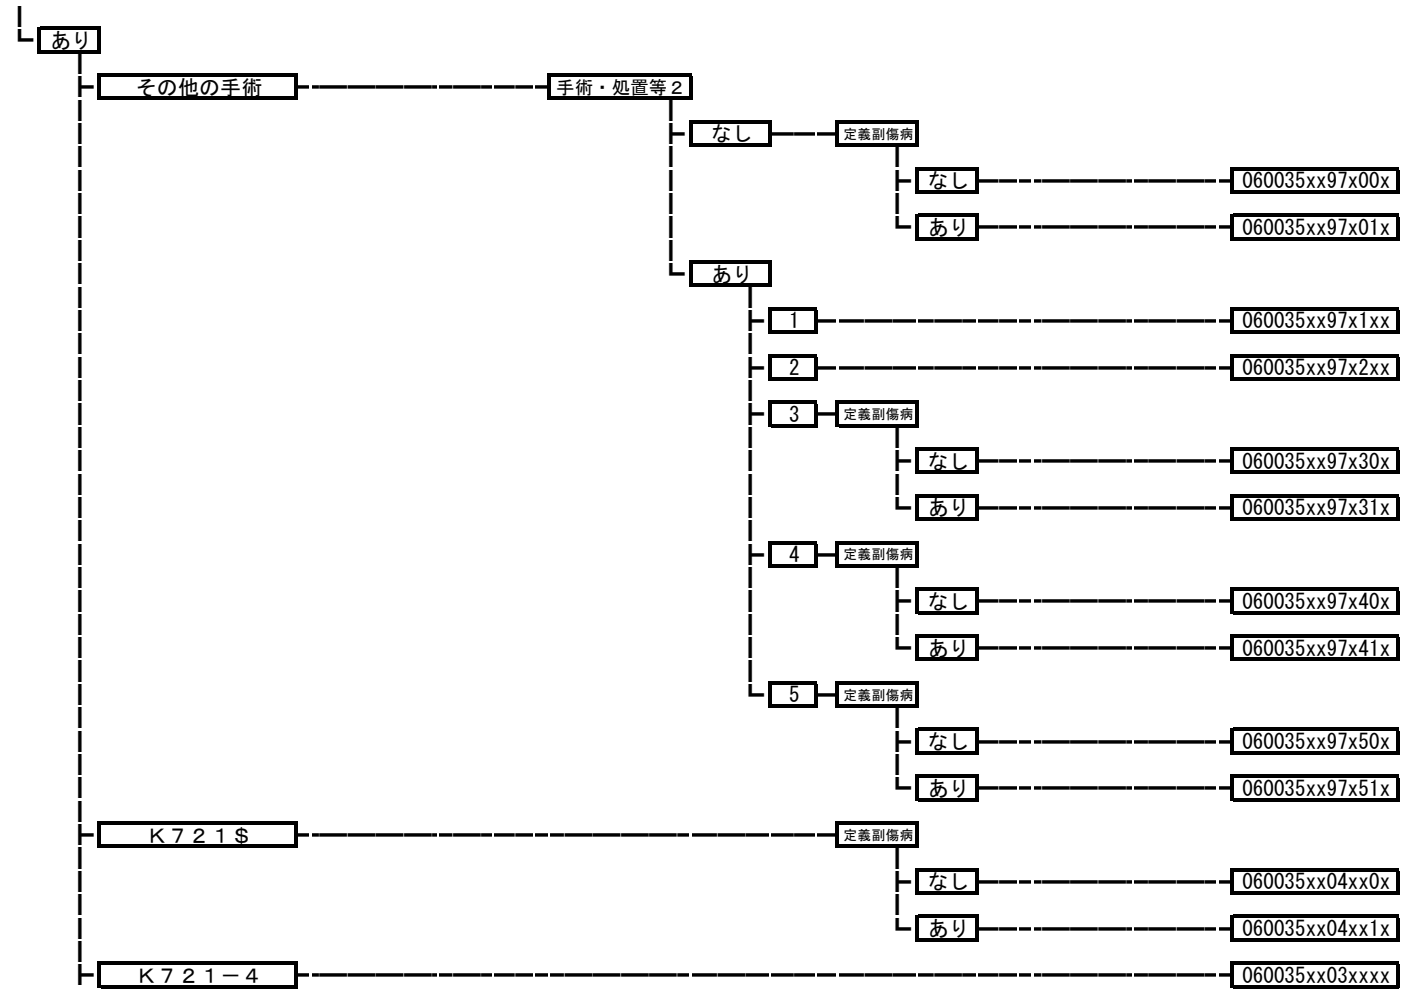 あり
その他の手術 手術・処置等２
なし 定義副傷病
なし 060035xx97x00x
あり 060035xx97x01x
あり
1 060035xx97x1xx
2 060035xx97x2xx
3 定義副傷病
なし 060035xx97x30x
あり 060035xx97x31x
4 定義副傷病
なし 060035xx97x40x
あり 060035xx97x41x
5 定義副傷病
なし 060035xx97x50x
あり 060035xx97x51x
Ｋ７２１＄ 定義副傷病
なし 060035xx04xx0x
あり 060035xx04xx1x
Ｋ７２１－４ 060035xx03xxxx